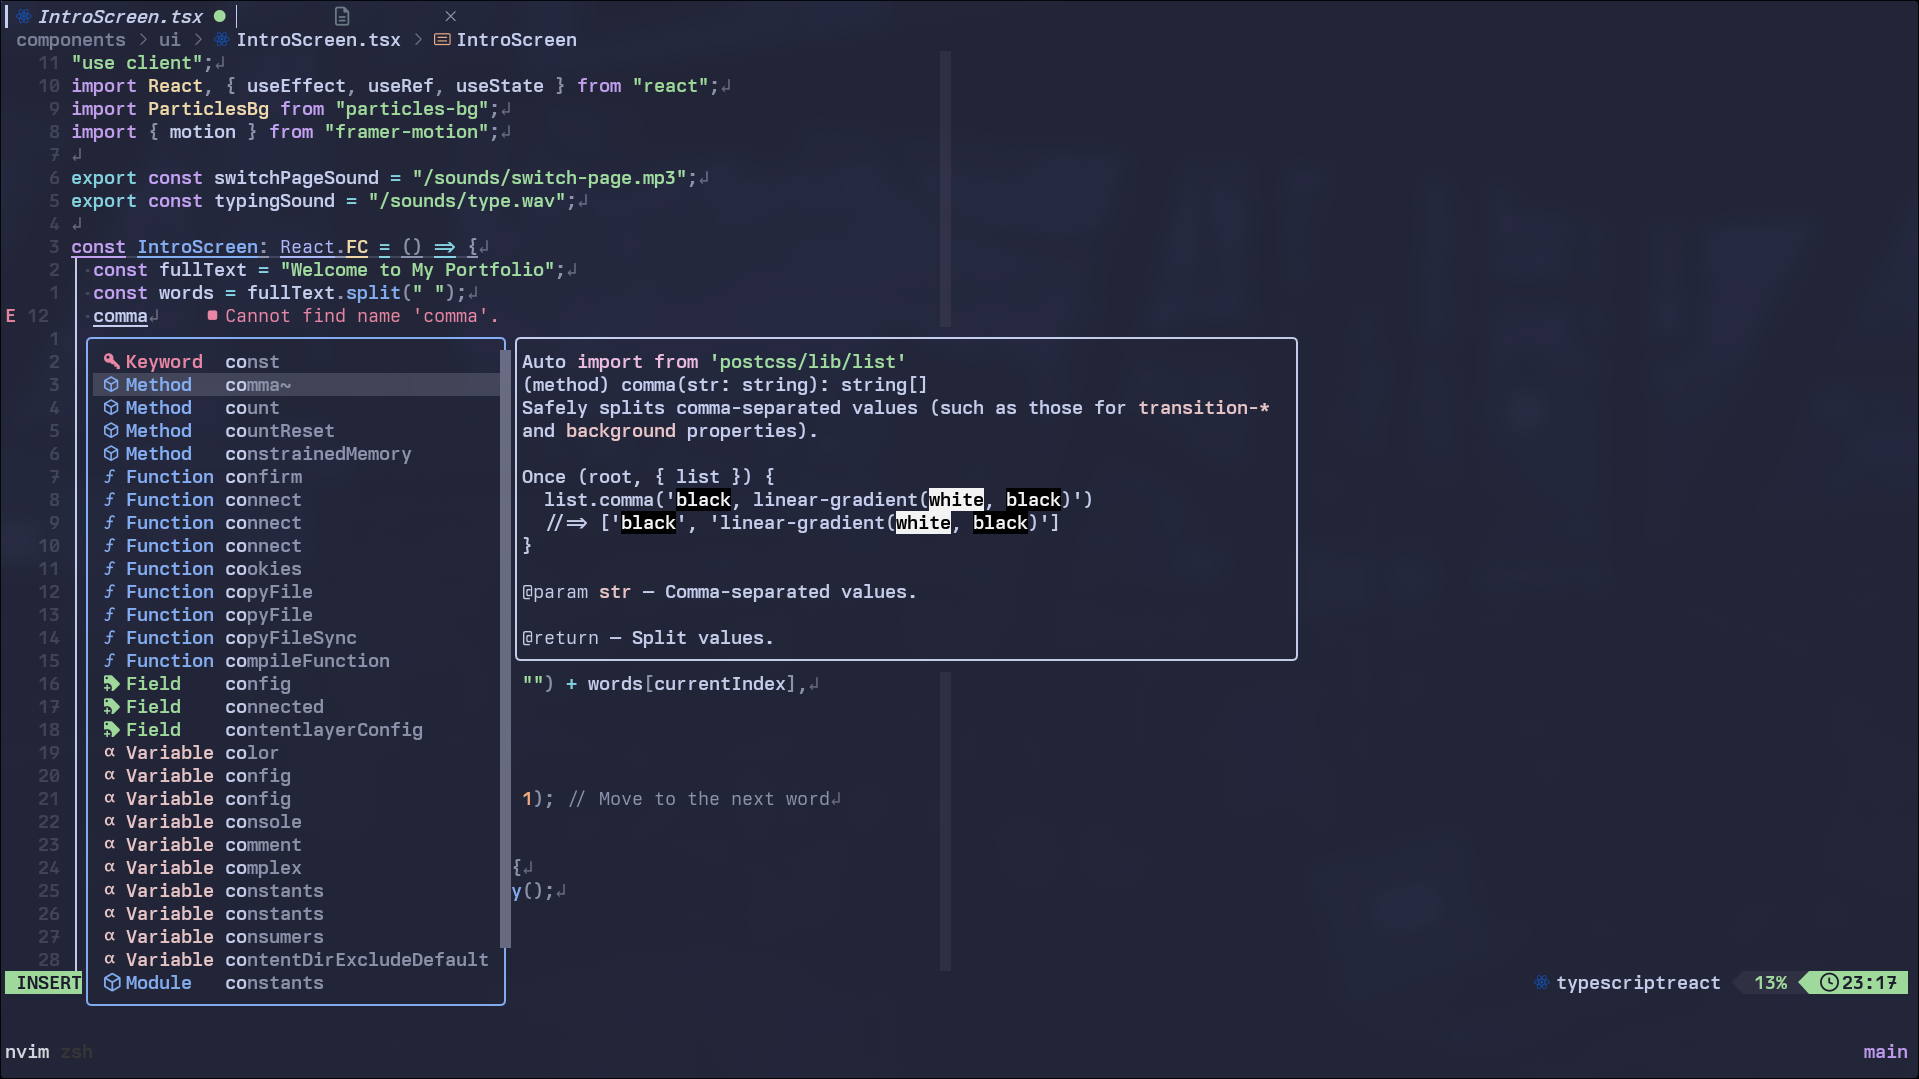 IntroScreen.tsx
components > ui > IntroScreen.tsx > IntroScreen
11 "use client";
10 import React, { useEffect, useRef, useState } from "react";
9 import ParticlesBg from "particles-bg";
8 import { motion } from "framer-motion";
7
6 export const switchPageSound = "/sounds/switch-page.mp3";
5 export const typingSound = "/sounds/type.wav";
4
3 const IntroScreen: React.FC = () => {
2 const fullText = "Welcome to My Portfolio";
1 const words = fullText.split(" ");
E 12 comma Cannot find name 'comma'.
1
2 Keyword const
3 Method comma~
4 Method count
5 Method countReset
6 Method constrainedMemory
7 Function confirm
8 Function connect
9 Function connect
10 Function connect
11 Function cookies
12 Function copyFile
13 Function copyFile
14 Function copyFileSync
15 Function compileFunction
16 Field config
17 Field connected
18 Field contentlayerConfig
19 Variable color
20 Variable config
21 Variable config
22 Variable console
23 Variable comment
24 Variable complex
25 Variable constants
26 Variable constants
27 Variable consumers
28 Variable contentDirExcludeDefault
Module constants
Auto import from 'postcss/lib/list'
(method) comma(str: string): string[]
Safely splits comma-separated values (such as those for transition-*
and background properties).
Once (root, { list }) {
list.comma('black, linear-gradient(white, black)')
//=> ['black', 'linear-gradient(white, black)']
}
@param str — Comma-separated values.
@return — Split values.
"") + words[currentIndex],
1); // Move to the next word
{
y();
INSERT
typescriptreact 13% 23:17
nvim zsh
main